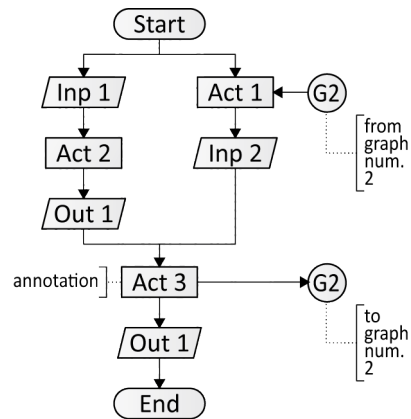 Start
Inp 1
Act 1
G2
from
graph
num.
2
Act 2
Inp 2
Out 1
annotation
Act 3
G2
to
graph
num.
2
Out 1
End